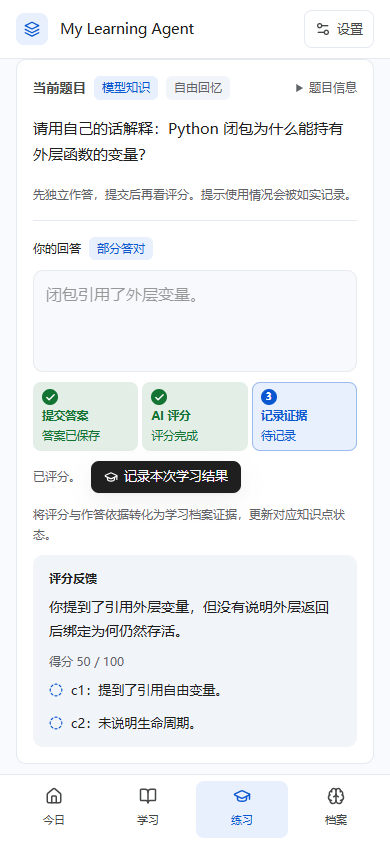 My Learning Agent
设置
当前题目 模型知识 自由回忆 ▶ 题目信息
请用自己的话解释：Python 闭包为什么能持有
外层函数的变量？
先独立作答，提交后再看评分。提示使用情况会被如实记录。
你的回答 部分答对
闭包引用了外层变量。
提交答案
答案已保存
AI 评分
评分完成
3
记录证据
待记录
已评分。 记录本次学习结果
将评分与作答依据转化为学习档案证据，更新对应知识点状
态。
评分反馈
你提到了引用外层变量，但没有说明外层返回
后绑定为何仍然存活。
得分 50 / 100
c1：提到了引用自由变量。
c2：未说明生命周期。
今日 学习 练习 档案